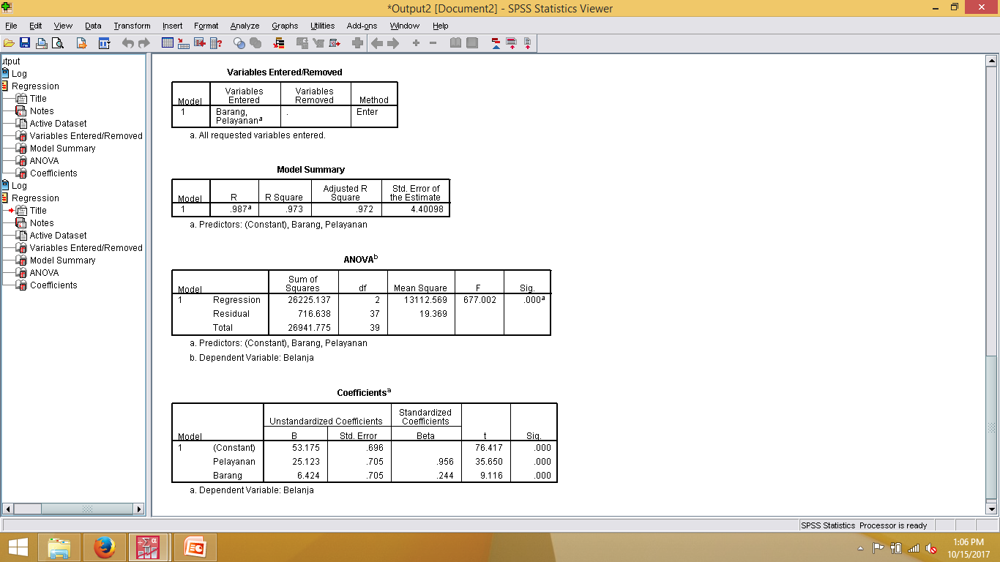 *Output2 [Document2] - SPSS Statistics Viewer
File Edit View Data Transform Insert Format Analyze Graphs Utilities Add-ons Window Help
utput
Log
Regression
Title
Notes
Active Dataset
Variables Entered/Removed
Model Summary
ANOVA
Coefficients
Log
Regression
Title
Notes
Active Dataset
Variables Entered/Removed
Model Summary
ANOVA
Coefficients
Variables Entered/Removed
Model Variables Entered Variables Removed Method
1 Barang, Pelayanan^a . Enter
a. All requested variables entered.
Model Summary
Model R R Square Adjusted R Square Std. Error of the Estimate
1 .987^a .973 .972 4.40098
a. Predictors: (Constant), Barang, Pelayanan
ANOVA^b
Model Sum of Squares df Mean Square F Sig.
1 Regression 26225.137 2 13112.569 677.002 .000^a
Residual 716.638 37 19.369
Total 26941.775 39
a. Predictors: (Constant), Barang, Pelayanan
b. Dependent Variable: Belanja
Coefficients^a
Unstandardized Coefficients Standardized Coefficients
Model B Std. Error Beta t Sig.
1 (Constant) 53.175 .696 76.417 .000
Pelayanan 25.123 .705 .956 35.650 .000
Barang 6.424 .705 .244 9.116 .000
a. Dependent Variable: Belanja
SPSS Statistics Processor is ready
1:06 PM
10/15/2017